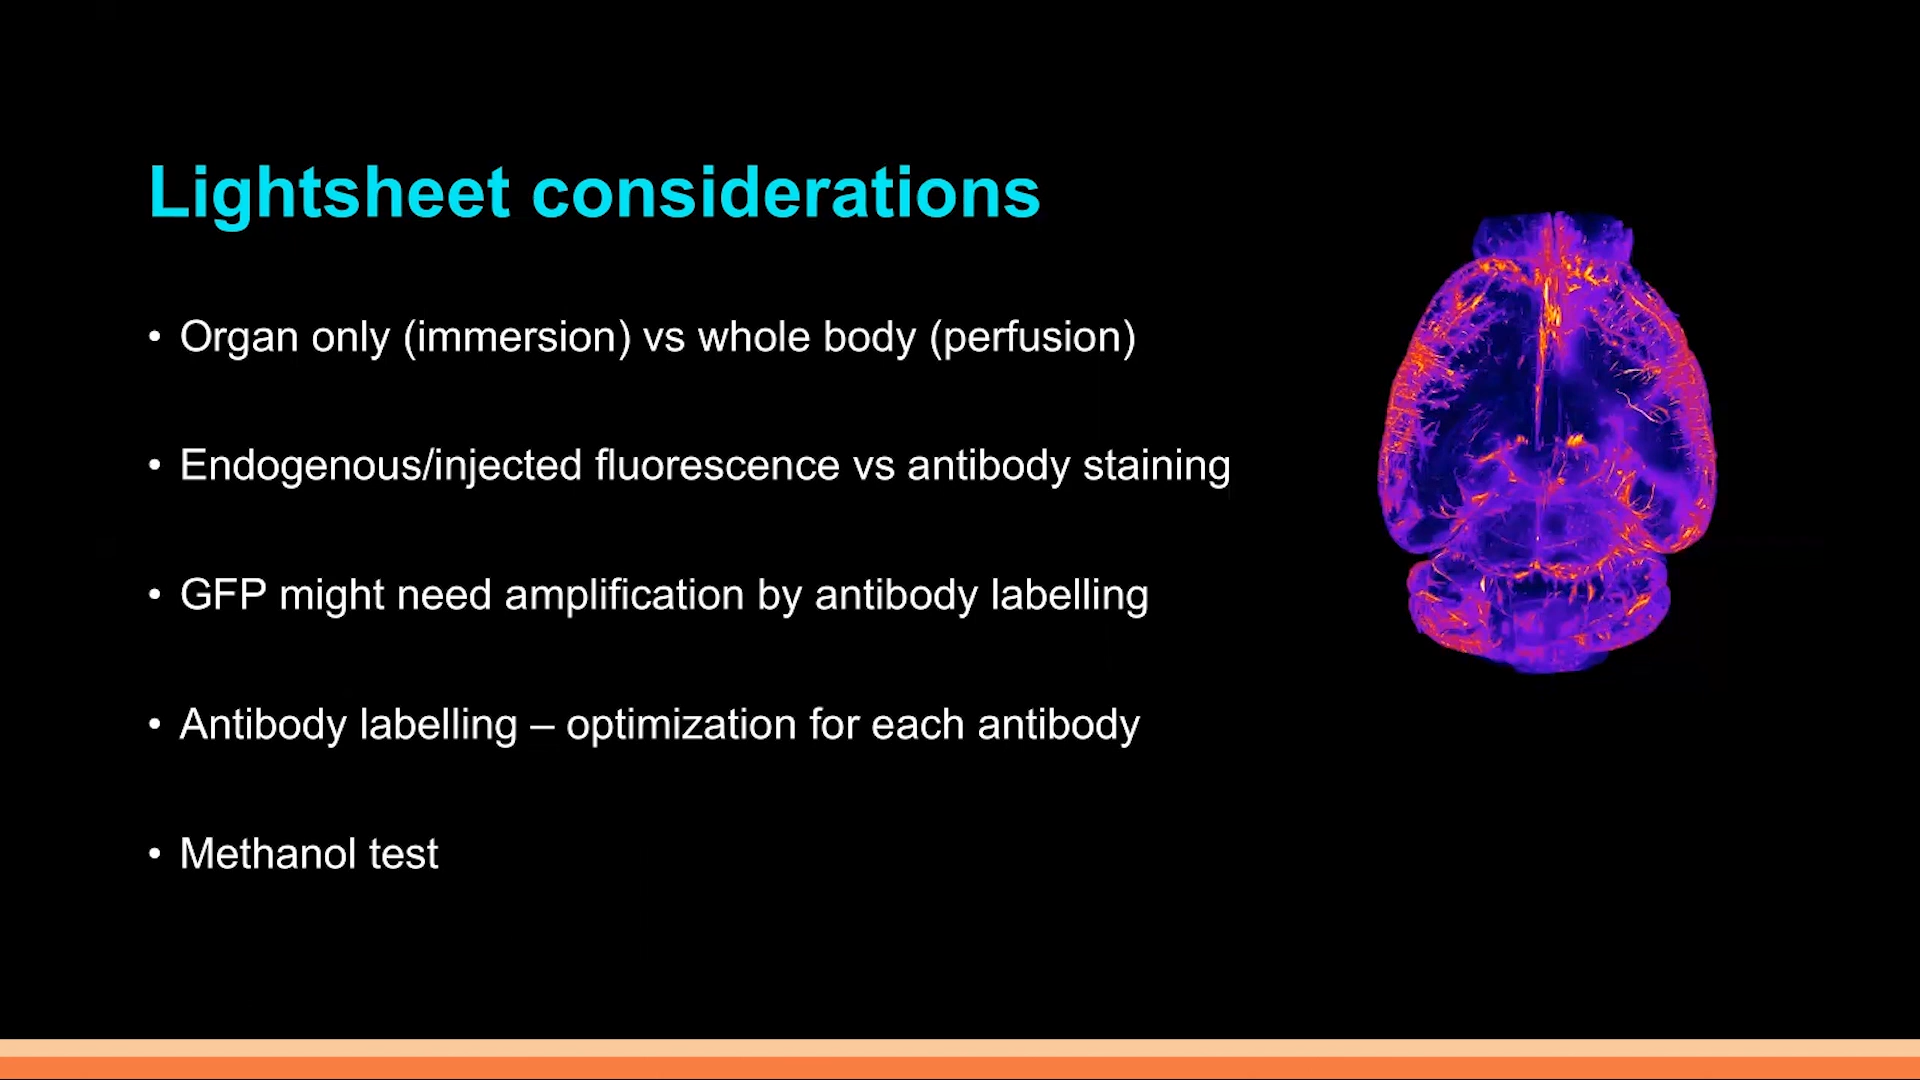 Lightsheet considerations
• Organ only (immersion) vs whole body (perfusion)
• Endogenous/injected fluorescence vs antibody staining
• GFP might need amplification by antibody labelling
• Antibody labelling – optimization for each antibody
• Methanol test